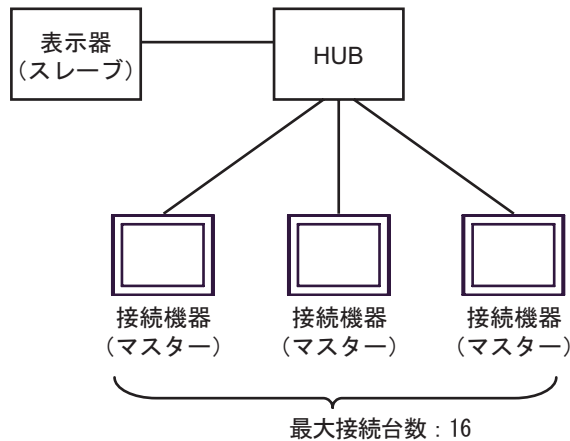 表示器
（スレーブ）
HUB
接続機器
（マスター）
接続機器
（マスター）
接続機器
（マスター）
最大接続台数：16